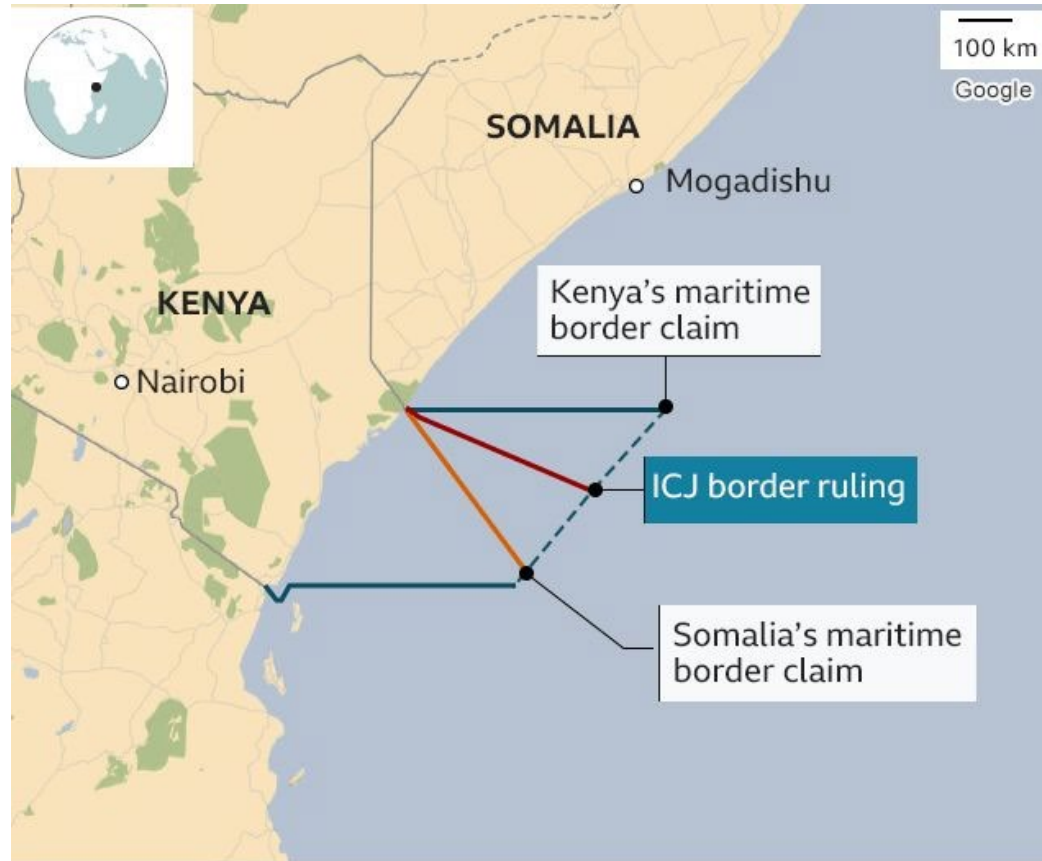 100 km
Google
SOMALIA
Mogadishu
Kenya's maritime
border claim
KENYA
Nairobi
ICJ border ruling
Somalia's maritime
border claim